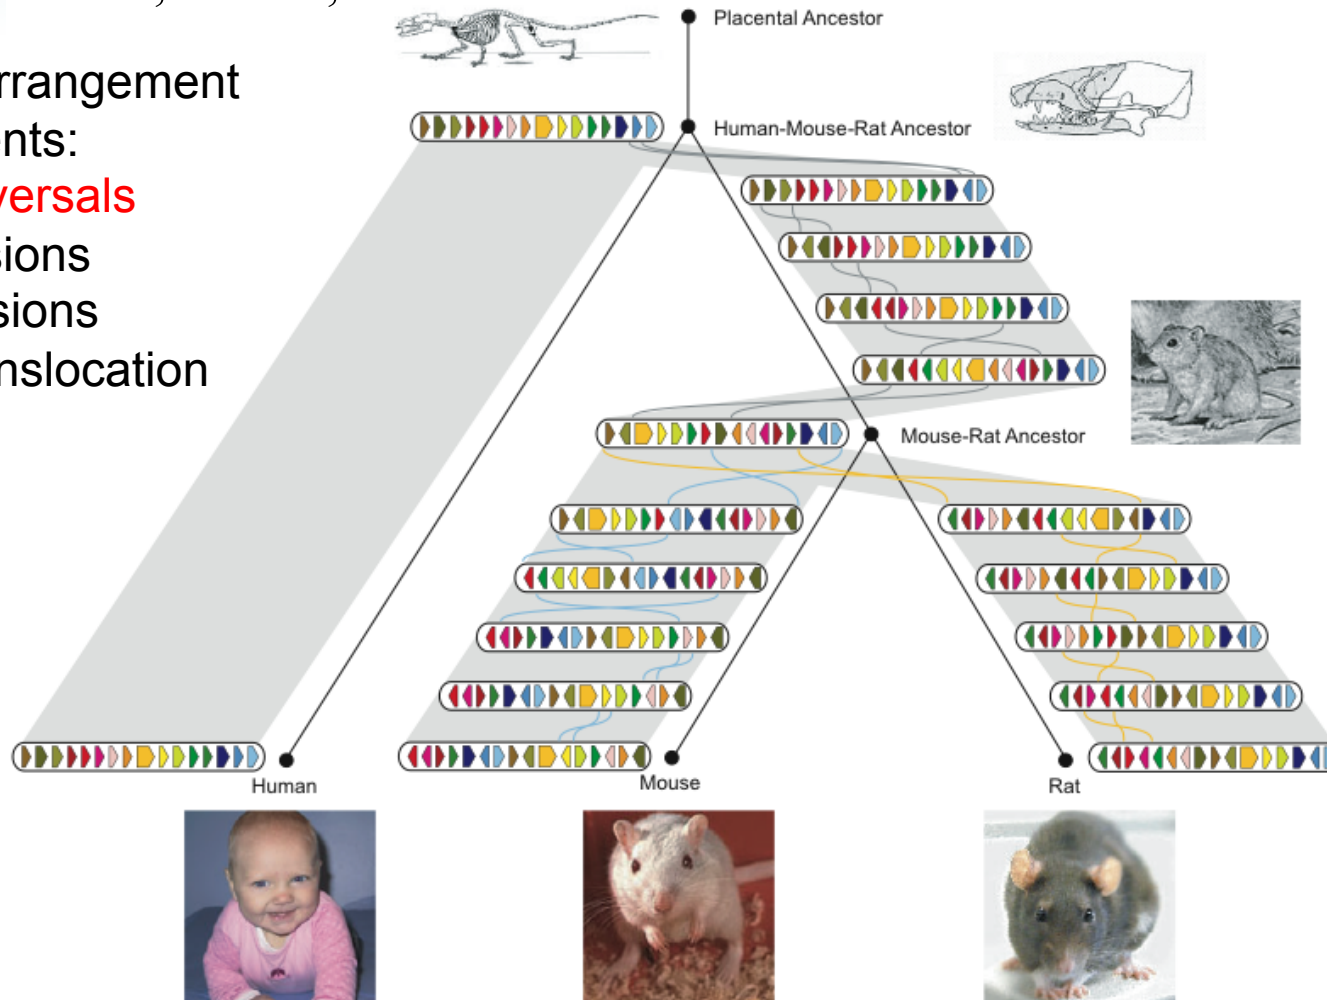 Placental Ancestor
rrangement
Human-Mouse-Rat Ancestor
nts:
versals
sions
sions
nslocation
Mouse-Rat Ancestor
Human
Mouse
Rat